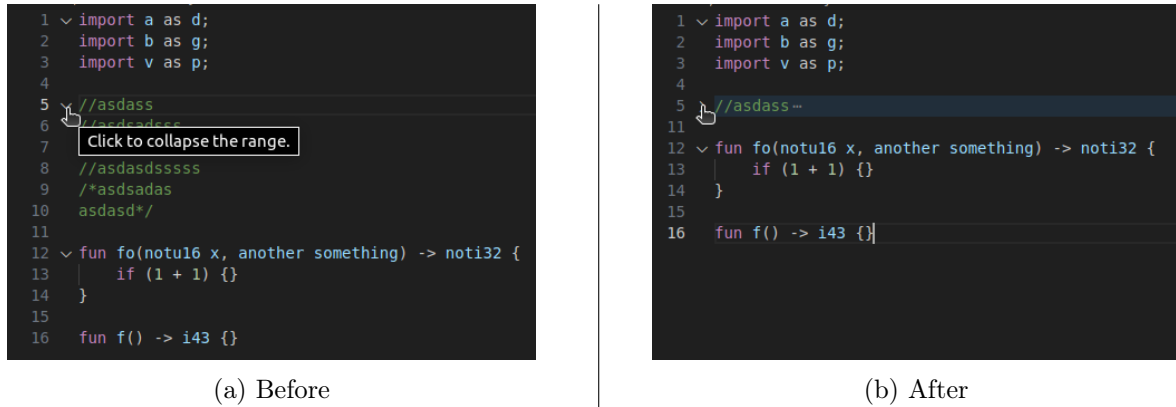 1 import a as d;
2 import b as g;
3 import v as p;
4
5 //asdass
6 //asdsadsss
7 Click to collapse the range.
8 //asdasdsssss
9 /*asdsadas
10 asdasd*/
11
12 fun fo(notu16 x, another something) -> noti32 {
13 if (1 + 1) {}
14 }
15
16 fun f() -> i43 {}
(a) Before
1 import a as d;
2 import b as g;
3 import v as p;
4
5 //asdass⋯
11
12 fun fo(notu16 x, another something) -> noti32 {
13 if (1 + 1) {}
14 }
15
16 fun f() -> i43 {}
(b) After